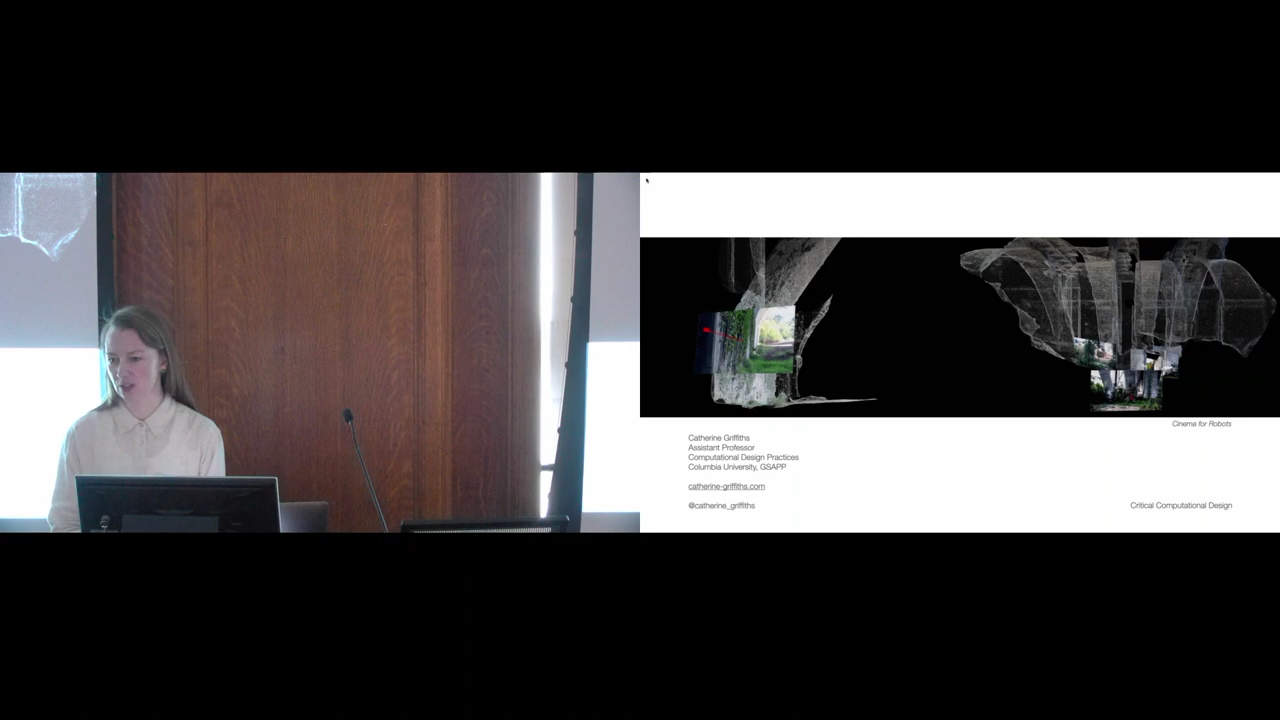 Cinema for Robots
Catherine Griffiths
Assistant Professor
Computational Design Practices
Columbia University, GSAPP
catherine-griffiths.com
@catherine_griffiths
Critical Computational Design